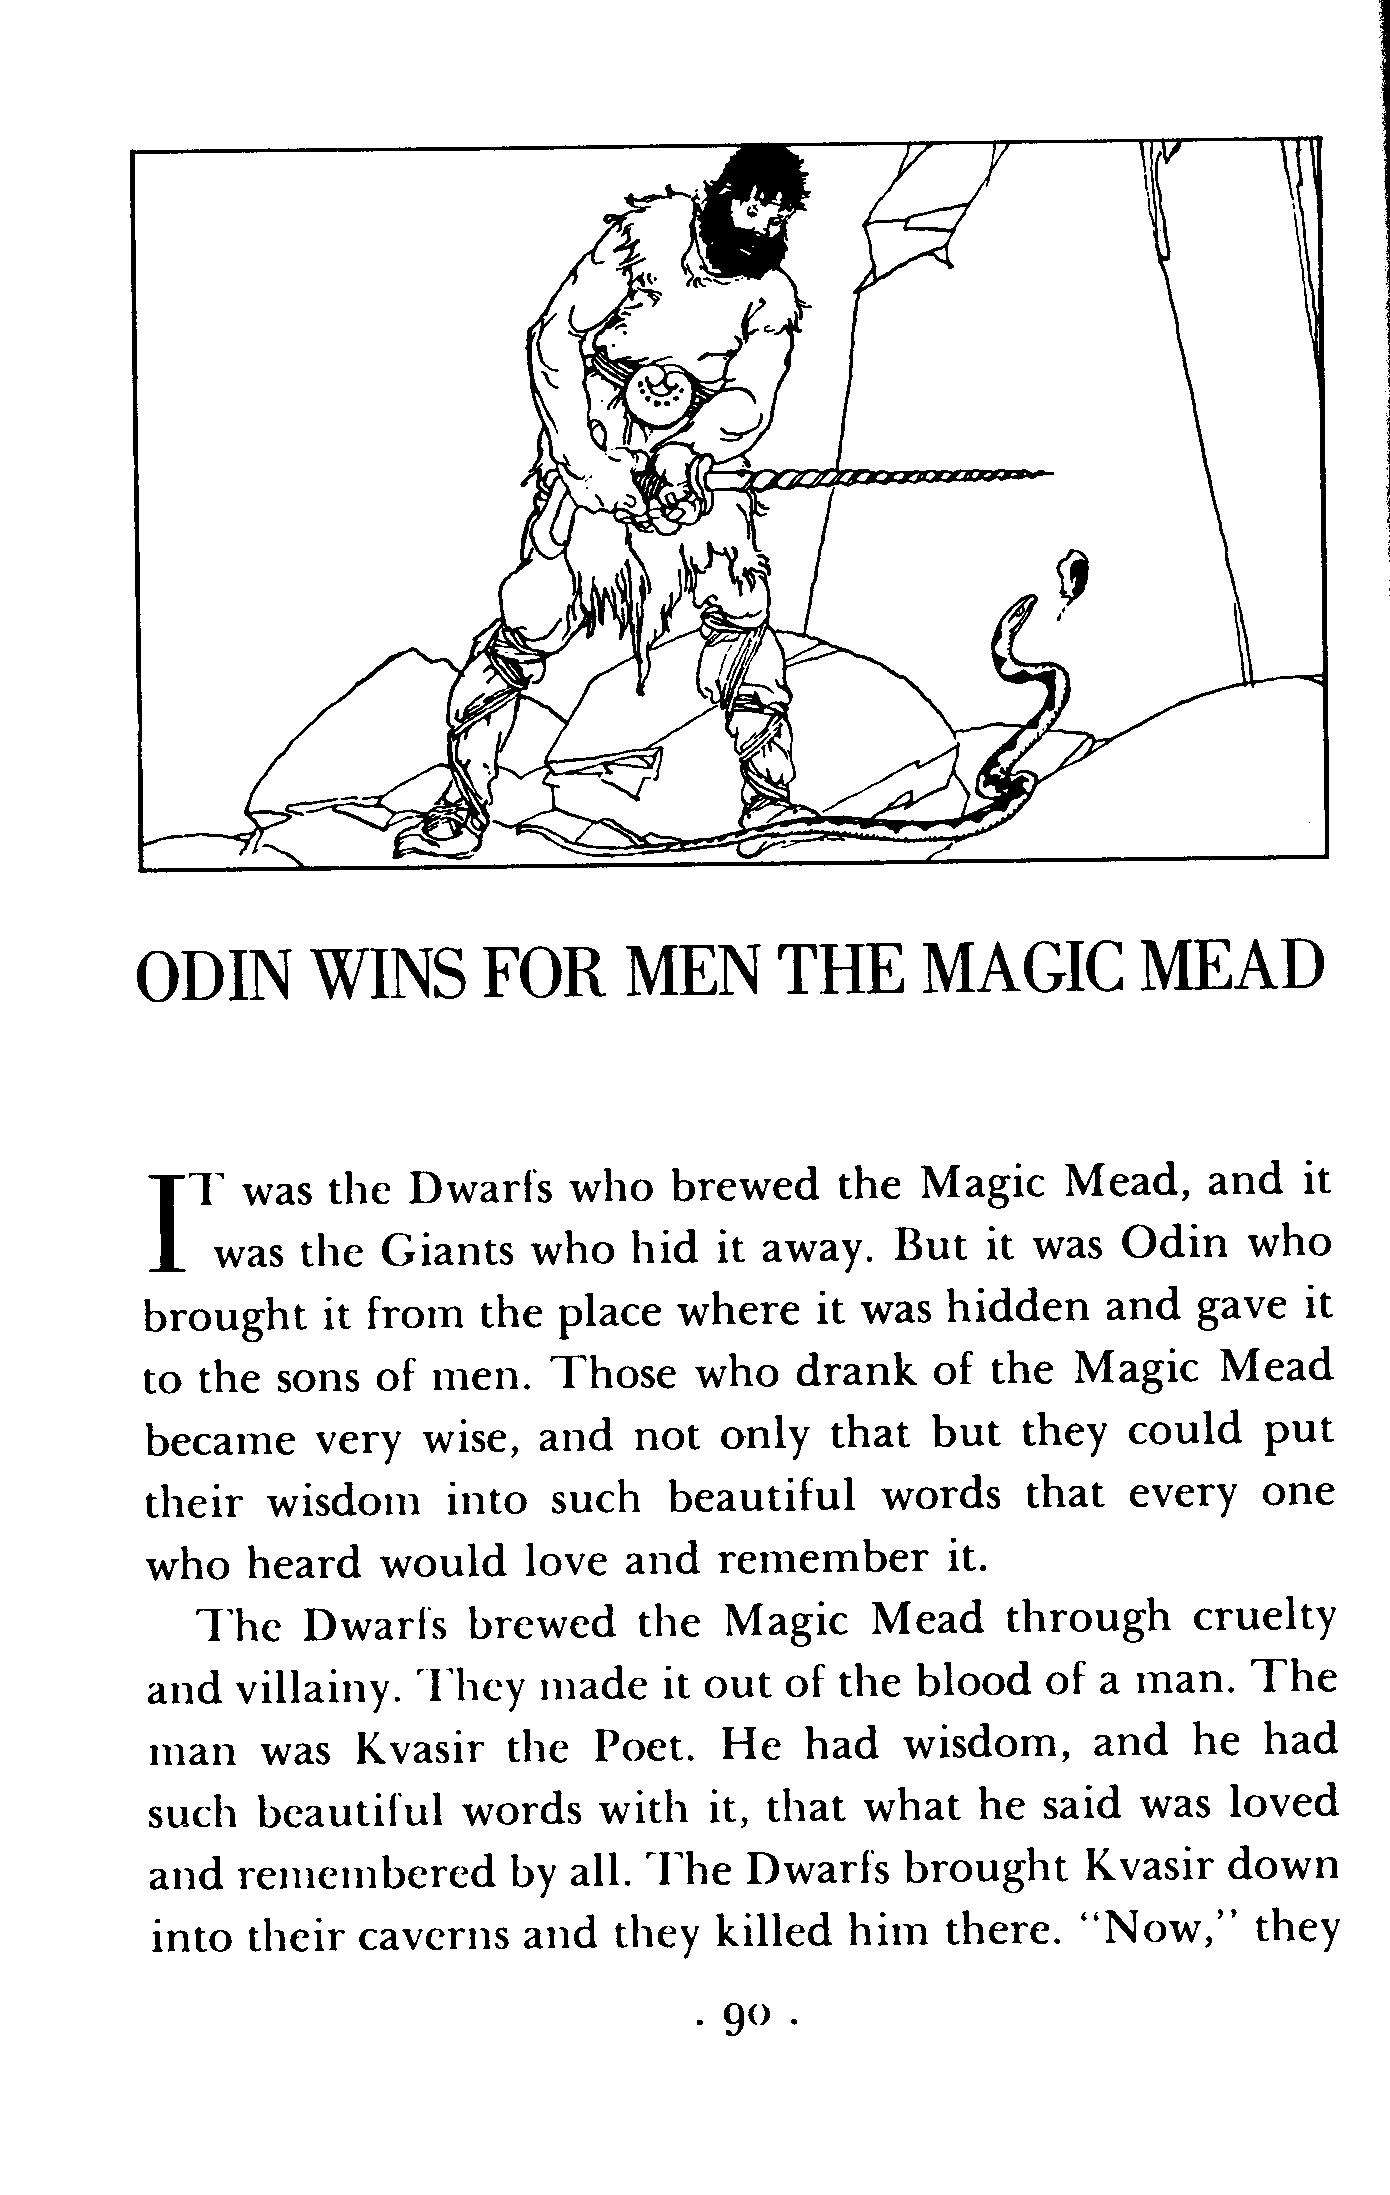 ODIN WINS FOR MEN THE MAGIC MEAD
IT was the Dwarfs who brewed the Magic Mead, and it
was the Giants who hid it away. But it was Odin who
brought it from the place where it was hidden and gave it
to the sons of men. Those who drank of the Magic Mead
became very wise, and not only that but they could put
their wisdom into such beautiful words that every one
who heard would love and remember it.
The Dwarfs brewed the Magic Mead through cruelty
and villainy. They made it out of the blood of a man. The
man was Kvasir the Poet. He had wisdom, and he had
such beautiful words with it, that what he said was loved
and remembered by all. The Dwarfs brought Kvasir down
into their caverns and they killed him there. “Now,” they
· 90 ·